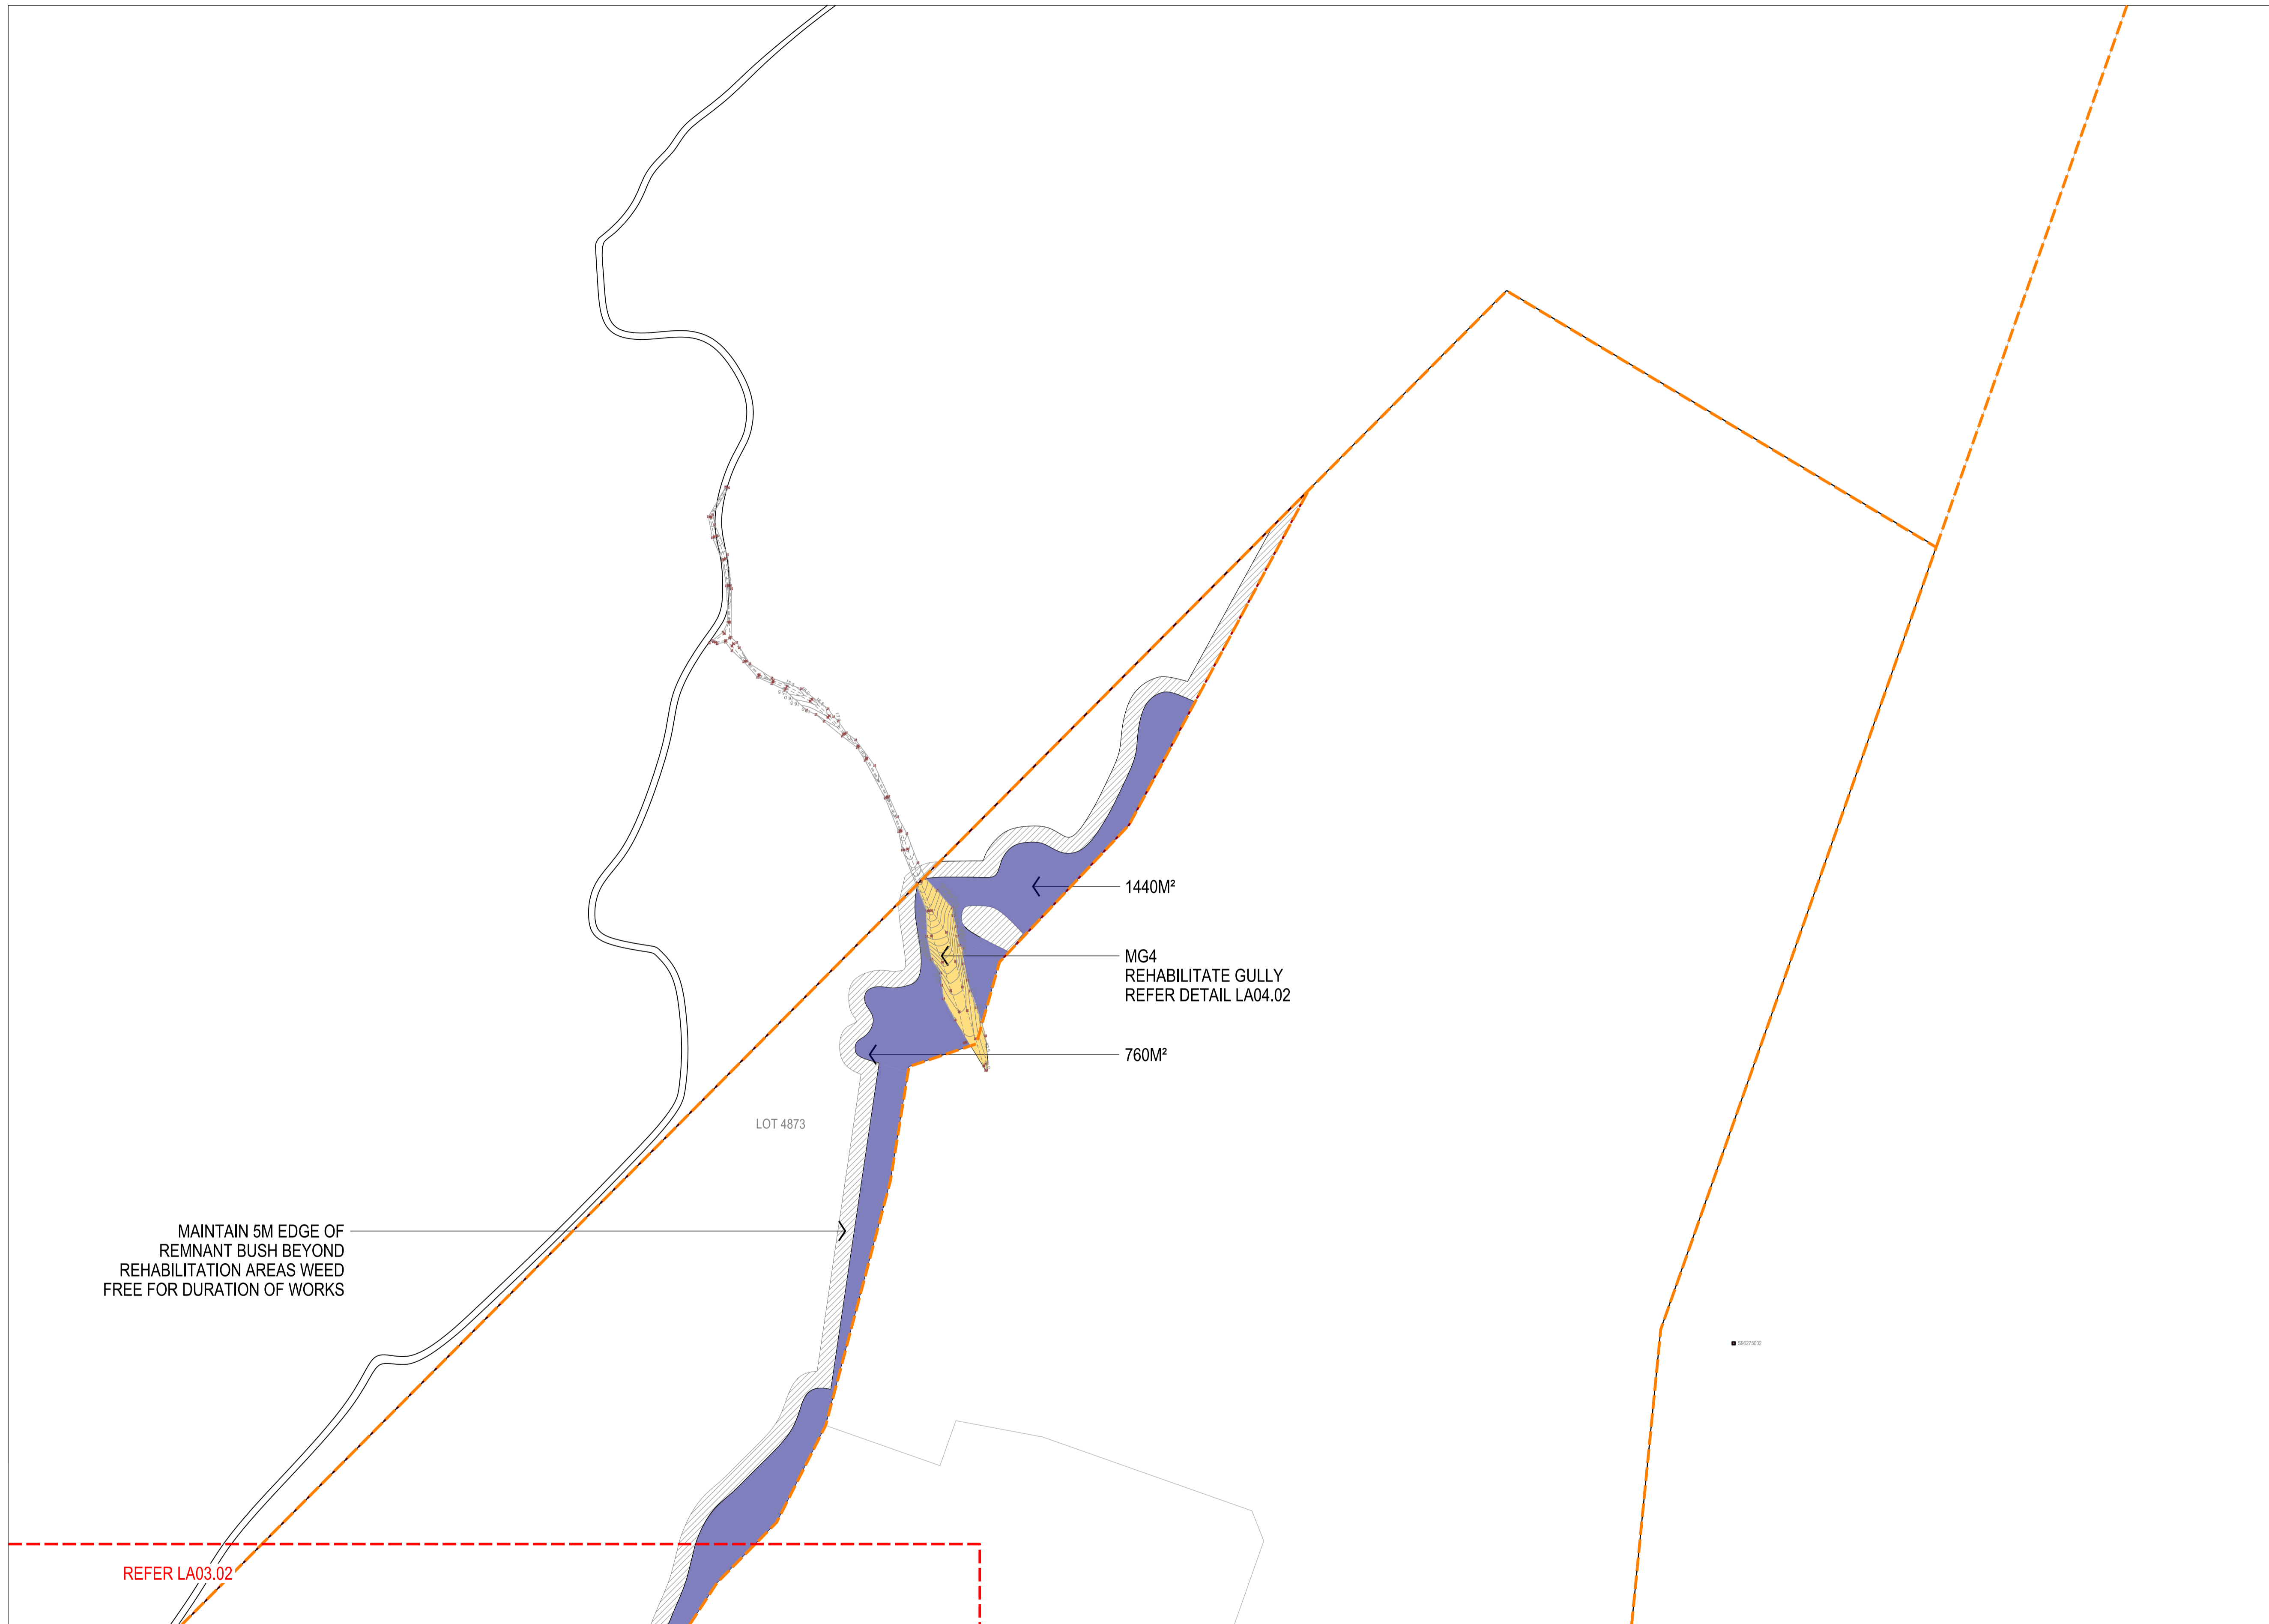 1440M²
MG4
REHABILITATE GULLY
REFER DETAIL LA04.02
760M²
LOT 4873
MAINTAIN 5M EDGE OF
REMNANT BUSH BEYOND
REHABILITATION AREAS WEED
FREE FOR DURATION OF WORKS
REFER LA03.02